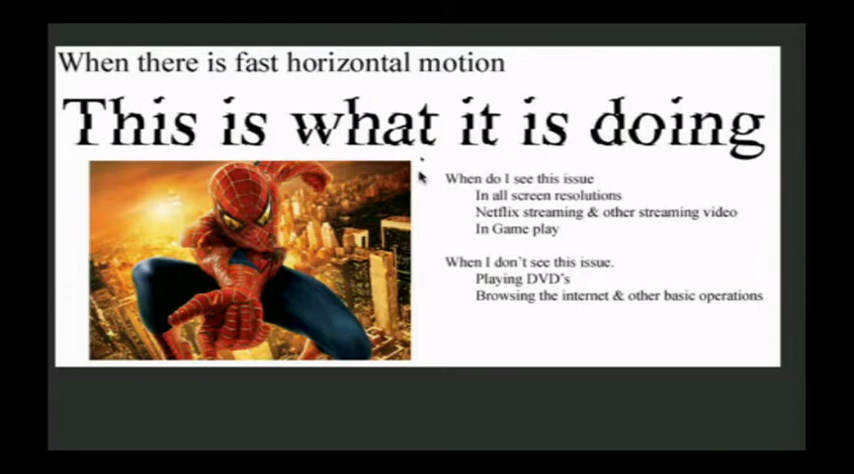 When there is fast horizontal motion
This is what it is doing
When do I see this issue
In all screen resolutions
Netflix streaming & other streaming video
In Game play
When I don't see this issue.
Playing DVD's
Browsing the internet & other basic operations